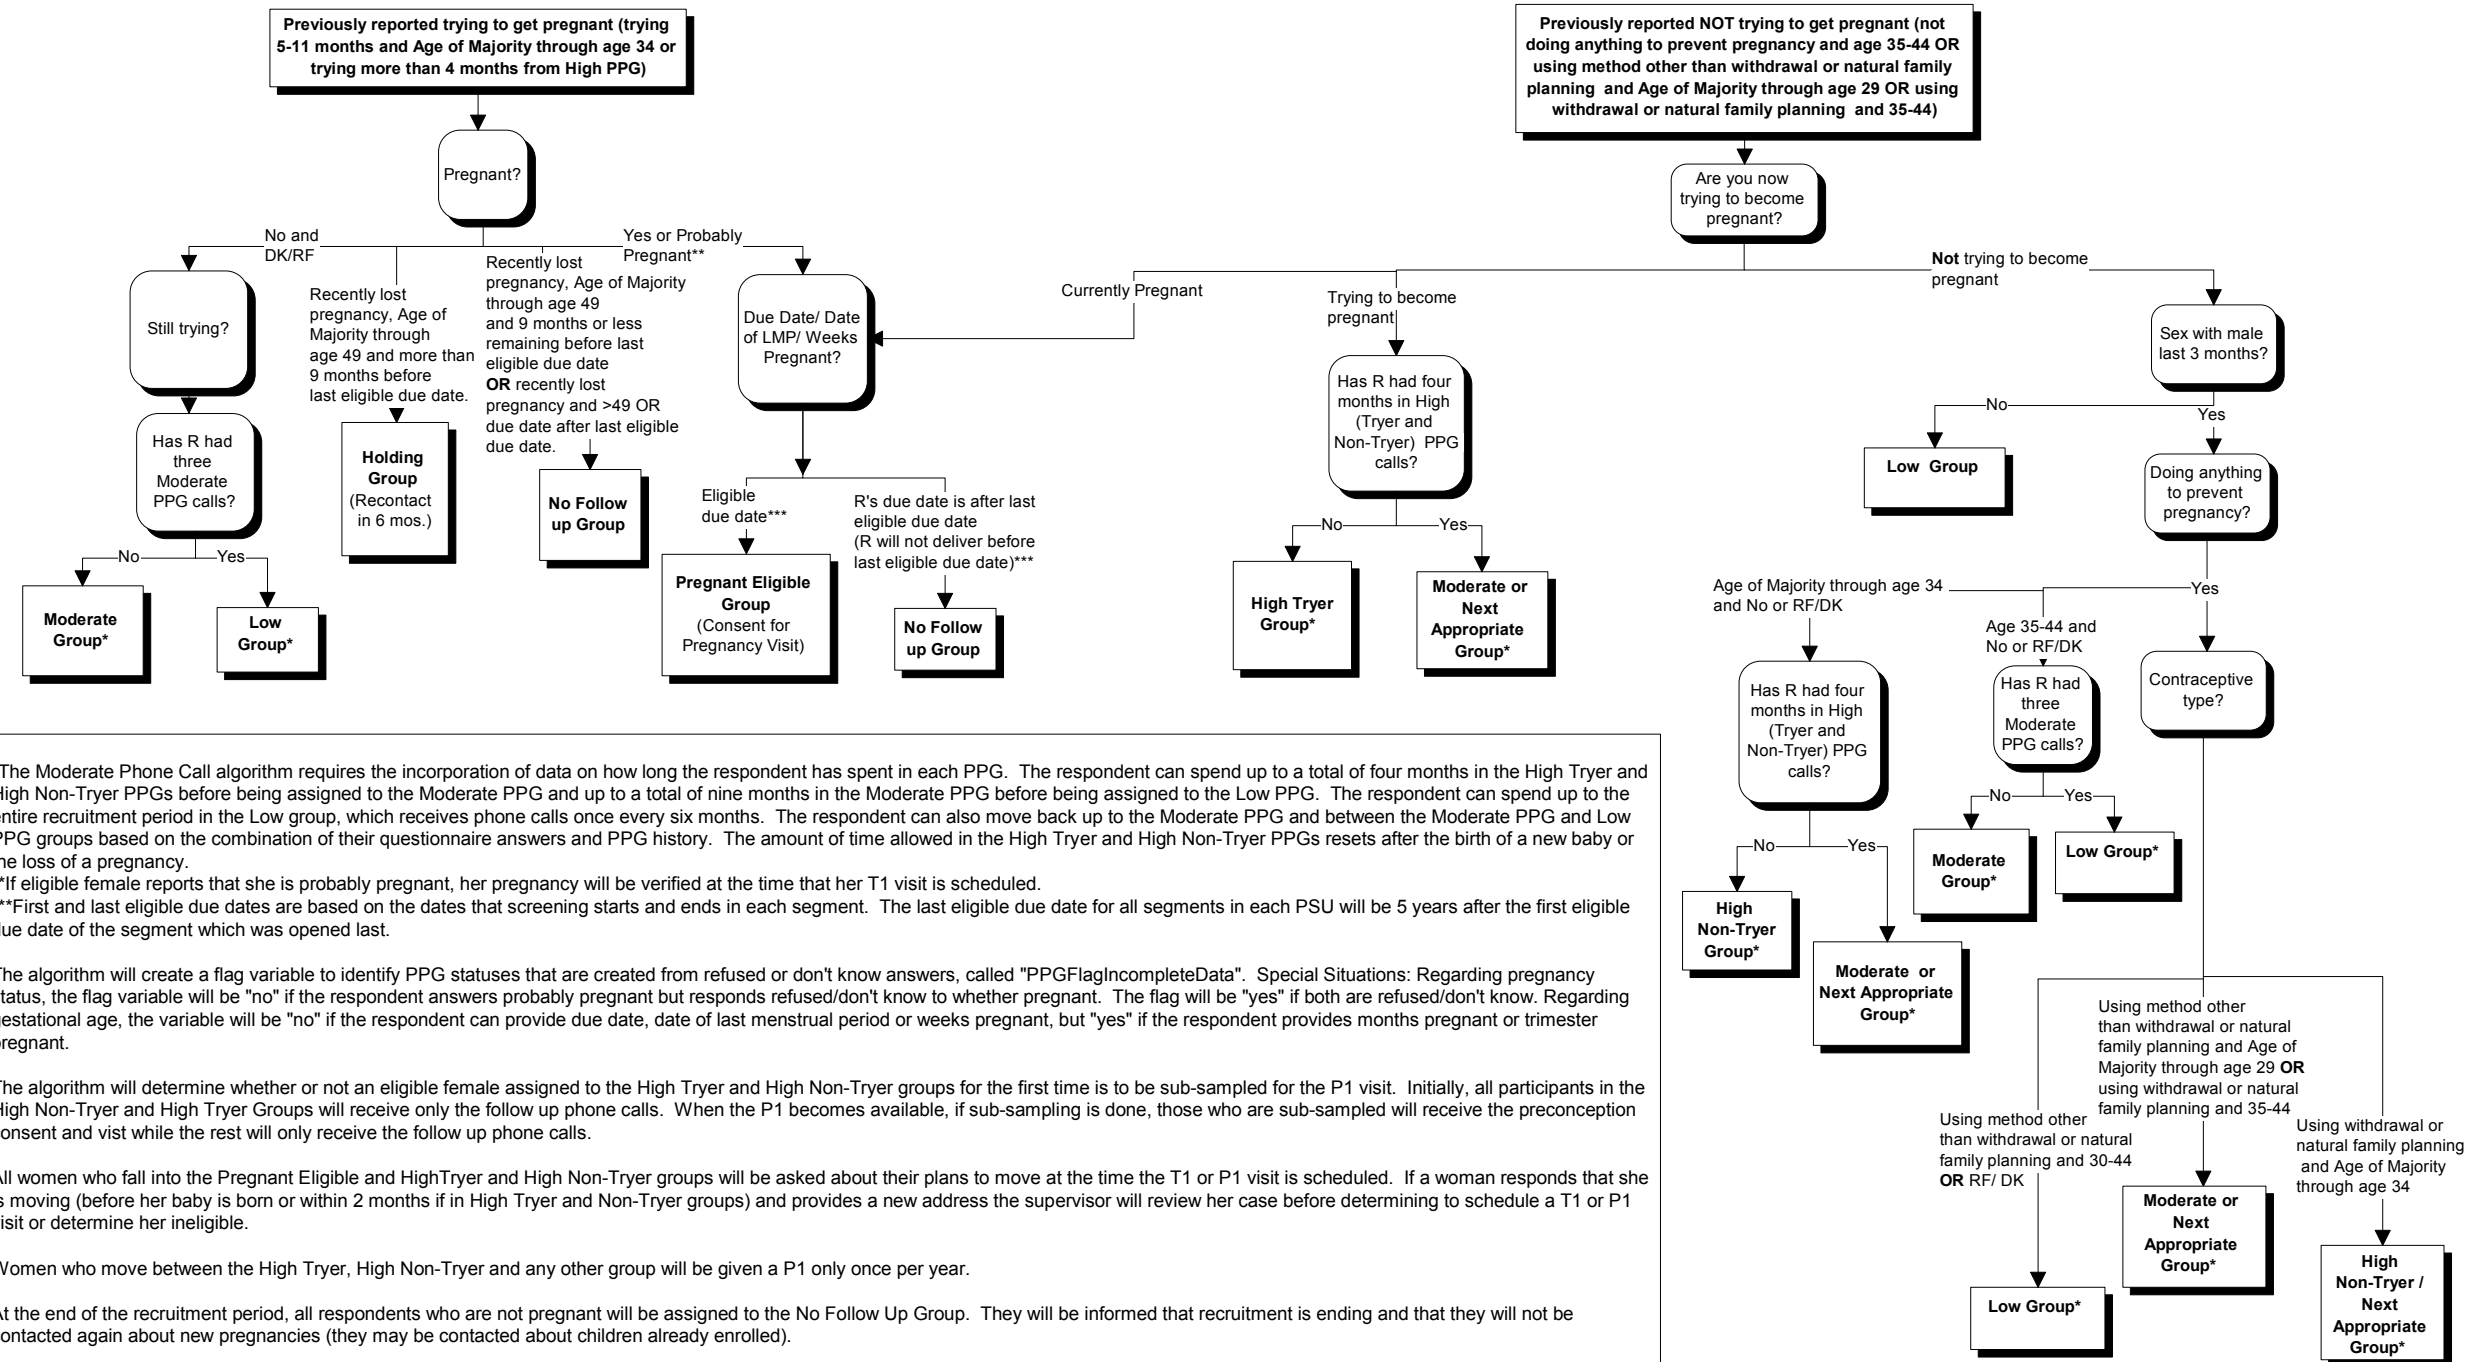 Previously reported trying to get pregnant (trying
5-11 months and Age of Majority through age 34 or
trying more than 4 months from High PPG)
Pregnant?
No and
DK/RF
Yes or Probably
Pregnant**
Still trying?
Recently lost
pregnancy, Age of
Majority through
age 49 and more than
9 months before
last eligible due date.
Recently lost
pregnancy, Age of Majority
through age 49
and 9 months or less
remaining before last
eligible due date
OR recently lost
pregnancy and >49 OR
due date after last eligible
due date.
Due Date/ Date
of LMP/ Weeks
Pregnant?
Has R had
three
Moderate
PPG calls?
No
Yes
Moderate
Group*
Low
Group*
Holding
Group
(Recontact
in 6 mos.)
No Follow
up Group
Eligible
due date***
R's due date is after last
eligible due date
(R will not deliver before
last eligible due date)***
Pregnant Eligible
Group
(Consent for
Pregnancy Visit)
No Follow
up Group
Previously reported NOT trying to get pregnant (not
doing anything to prevent pregnancy and age 35-44 OR
using method other than withdrawal or natural family
planning and Age of Majority through age 29 OR using
withdrawal or natural family planning and 35-44)
Are you now
trying to become
pregnant?
Currently Pregnant
Trying to become
pregnant
Not trying to become
pregnant
Has R had four
months in High
(Tryer and
Non-Tryer) PPG
calls?
No
Yes
High Tryer
Group*
Moderate or
Next
Appropriate
Group*
Sex with male
last 3 months?
No
Yes
Low Group
Doing anything
to prevent
pregnancy?
Age of Majority through age 34
and No or RF/DK
Age 35-44 and
No or RF/DK
Yes
Has R had four
months in High
(Tryer and
Non-Tryer) PPG
calls?
Has R had
three
Moderate
PPG calls?
Contraceptive
type?
No
Yes
High
Non-Tryer
Group*
Moderate or
Next Appropriate
Group*
No
Yes
Moderate
Group*
Low Group*
Using method other
than withdrawal or natural
family planning and 30-44
OR RF/ DK
Using method other
than withdrawal or natural
family planning and Age of
Majority through age 29 OR
using withdrawal or natural
family planning and 35-44
Using withdrawal or
natural family planning
and Age of Majority
through age 34
Low Group*
Moderate or
Next
Appropriate
Group*
High
Non-Tryer /
Next
Appropriate
Group*
The Moderate Phone Call algorithm requires the incorporation of data on how long the respondent has spent in each PPG. The respondent can spend up to a total of four months in the High Tryer and
High Non-Tryer PPGs before being assigned to the Moderate PPG and up to a total of nine months in the Moderate PPG before being assigned to the Low PPG. The respondent can spend up to the
entire recruitment period in the Low group, which receives phone calls once every six months. The respondent can also move back up to the Moderate PPG and between the Moderate PPG and Low
PPG groups based on the combination of their questionnaire answers and PPG history. The amount of time allowed in the High Tryer and High Non-Tryer PPGs resets after the birth of a new baby or
the loss of a pregnancy.
*If eligible female reports that she is probably pregnant, her pregnancy will be verified at the time that her T1 visit is scheduled.
**First and last eligible due dates are based on the dates that screening starts and ends in each segment. The last eligible due date for all segments in each PSU will be 5 years after the first eligible
due date of the segment which was opened last.
The algorithm will create a flag variable to identify PPG statuses that are created from refused or don't know answers, called "PPGFlagIncompleteData". Special Situations: Regarding pregnancy
status, the flag variable will be "no" if the respondent answers probably pregnant but responds refused/don't know to whether pregnant. The flag will be "yes" if both are refused/don't know. Regarding
gestational age, the variable will be "no" if the respondent can provide due date, date of last menstrual period or weeks pregnant, but "yes" if the respondent provides months pregnant or trimester
pregnant.
The algorithm will determine whether or not an eligible female assigned to the High Tryer and High Non-Tryer groups for the first time is to be sub-sampled for the P1 visit. Initially, all participants in the
High Non-Tryer and High Tryer Groups will receive only the follow up phone calls. When the P1 becomes available, if sub-sampling is done, those who are sub-sampled will receive the preconception
consent and vist while the rest will only receive the follow up phone calls.
All women who fall into the Pregnant Eligible and HighTryer and High Non-Tryer groups will be asked about their plans to move at the time the T1 or P1 visit is scheduled. If a woman responds that she
is moving (before her baby is born or within 2 months if in High Tryer and Non-Tryer groups) and provides a new address the supervisor will review her case before determining to schedule a T1 or P1
visit or determine her ineligible.
Women who move between the High Tryer, High Non-Tryer and any other group will be given a P1 only once per year.
At the end of the recruitment period, all respondents who are not pregnant will be assigned to the No Follow Up Group. They will be informed that recruitment is ending and that they will not be
contacted again about new pregnancies (they may be contacted about children already enrolled).